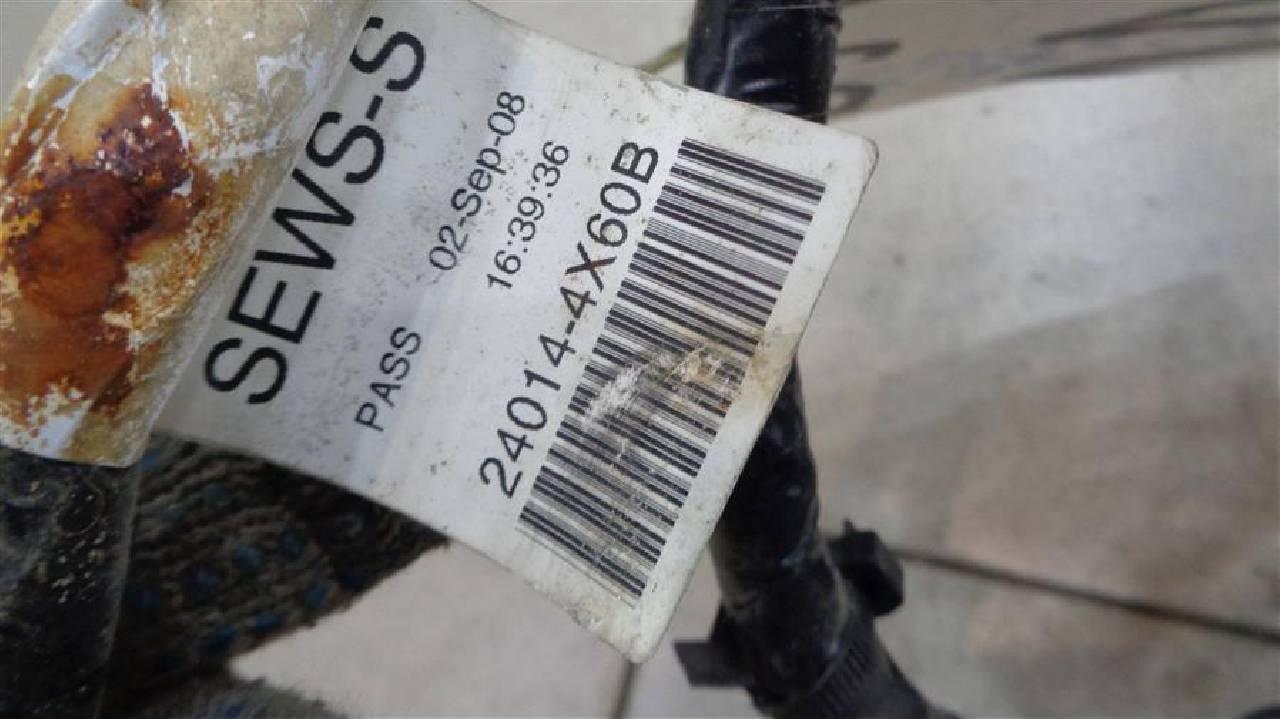 SEWS-S
PASS 02-Sep-08
16:39:36
24014-4X60B